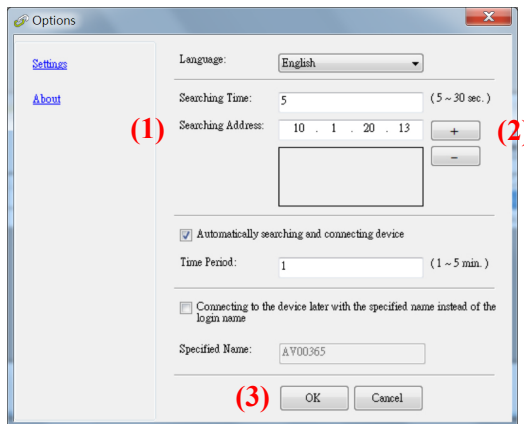 Options
X
Settings
About
Language: English
Searching Time: 5 (5 ~ 30 sec.)
(1) Searching Address: 10 . 1 . 20 . 13 + (2)
−
Automatically searching and connecting device
Time Period: 1 (1 ~ 5 min.)
Connecting to the device later with the specified name instead of the
login name
Specified Name: AV00365
(3) OK Cancel